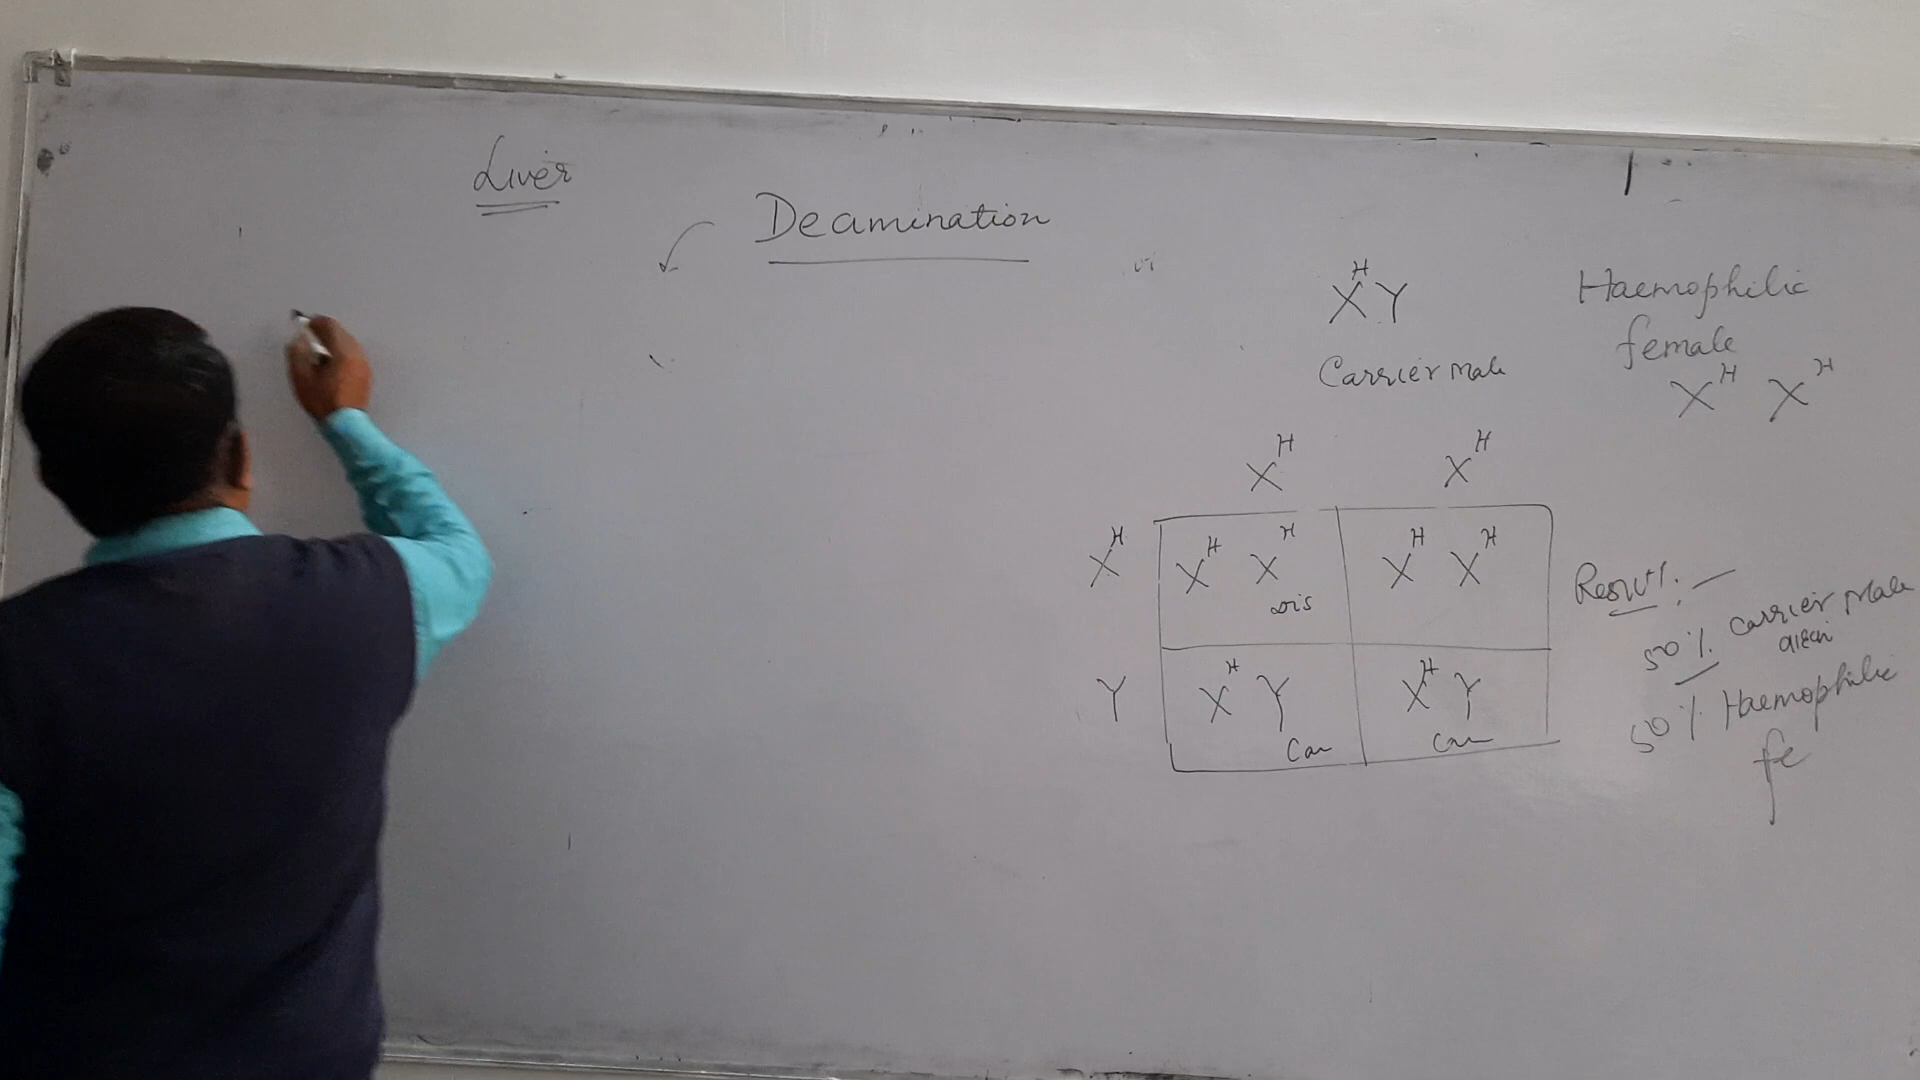 Liver
Deamination
X^H Y
Carrier male
Haemophilic
female
X^H X^H
X^H X^H
X^H X^H X^H X^H X^H
dis
Y X^H Y X^H Y
Car Car
Result :-
50% Carrier male
50% Haemophilic
fe